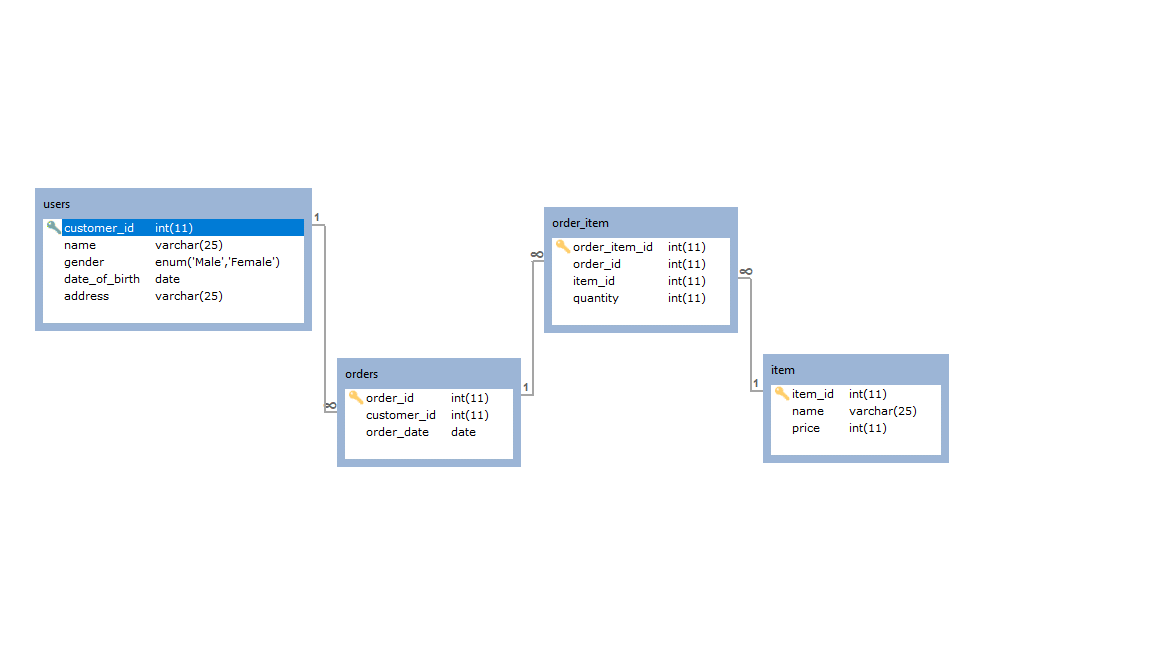 users
customer_id int(11)
name varchar(25)
gender enum('Male','Female')
date_of_birth date
address varchar(25)
1
∞
orders
order_id int(11)
customer_id int(11)
order_date date
1
∞
order_item
order_item_id int(11)
order_id int(11)
item_id int(11)
quantity int(11)
∞
1
item
item_id int(11)
name varchar(25)
price int(11)